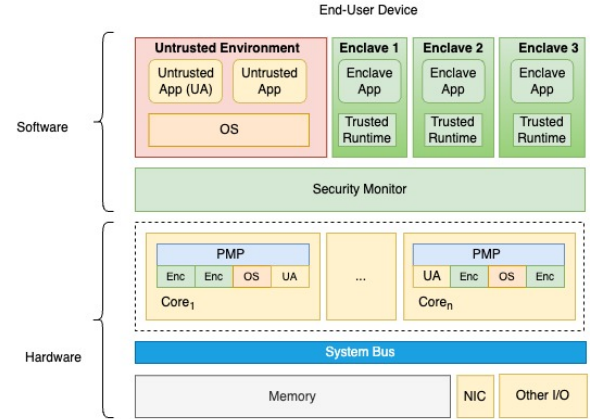 End-User Device
Software
Untrusted Environment
Untrusted
App (UA)
Untrusted
App
OS
Enclave 1
Enclave
App
Trusted
Runtime
Enclave 2
Enclave
App
Trusted
Runtime
Enclave 3
Enclave
App
Trusted
Runtime
Security Monitor
Hardware
PMP
Enc Enc OS UA
Core1
...
PMP
UA Enc OS Enc
Coren
System Bus
Memory
NIC
Other I/O